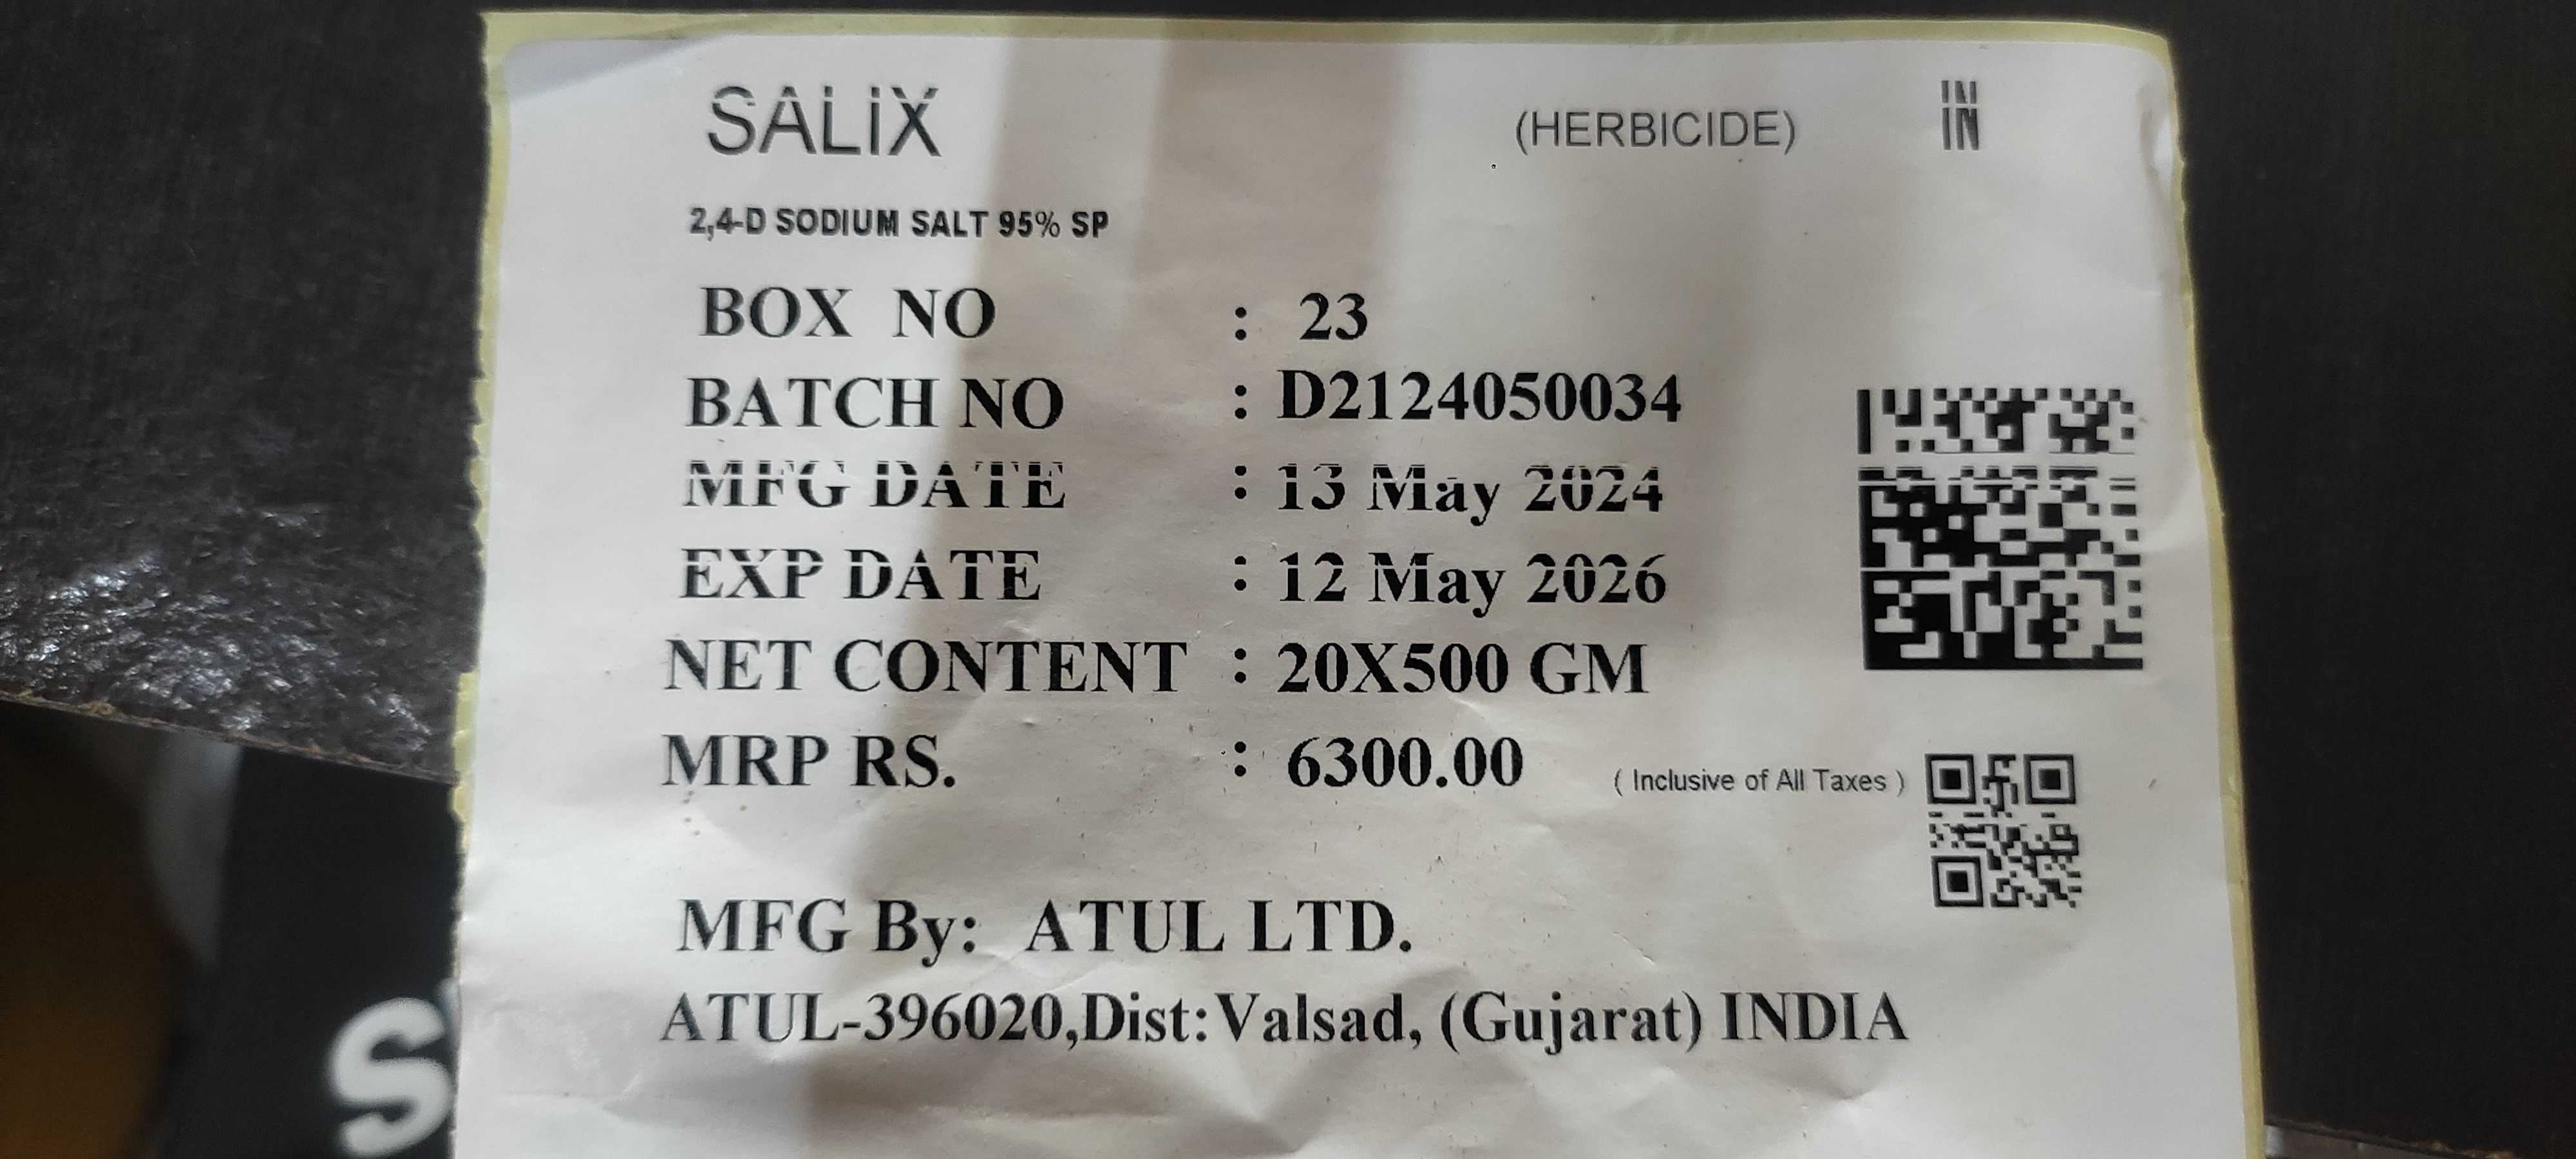 SALiX (HERBICIDE) IN
2,4-D SODIUM SALT 95% SP
BOX NO : 23
BATCH NO : D2124050034
MFG DATE : 13 May 2024
EXP DATE : 12 May 2026
NET CONTENT : 20X500 GM
MRP RS. : 6300.00 ( Inclusive of All Taxes )
MFG By: ATUL LTD.
ATUL-396020,Dist:Valsad, (Gujarat) INDIA